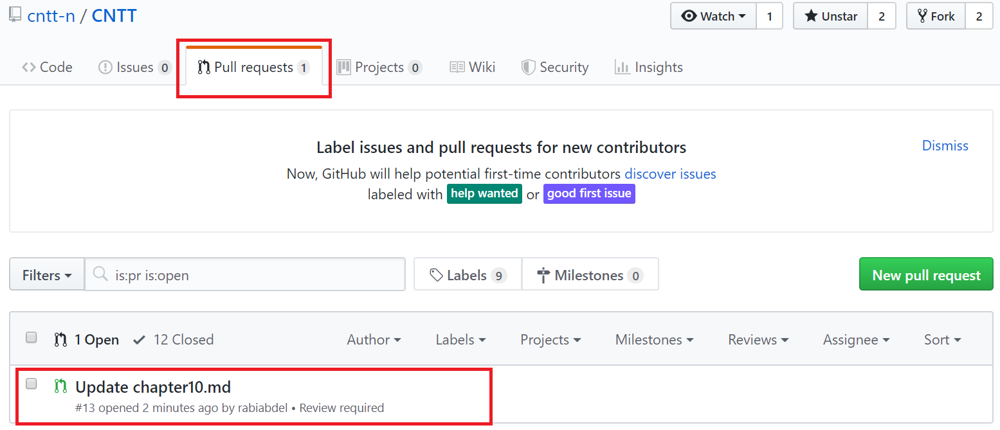 cntt-n / CNTT
Watch 1 Unstar 2 Fork 2
Code Issues 0 Pull requests 1 Projects 0 Wiki Security Insights
Label issues and pull requests for new contributors
Dismiss
Now, GitHub will help potential first-time contributors discover issues
labeled with help wanted or good first issue
Filters is:pr is:open Labels 9 Milestones 0 New pull request
1 Open 12 Closed Author Labels Projects Milestones Reviews Assignee Sort
Update chapter10.md
#13 opened 2 minutes ago by rabiabdel • Review required